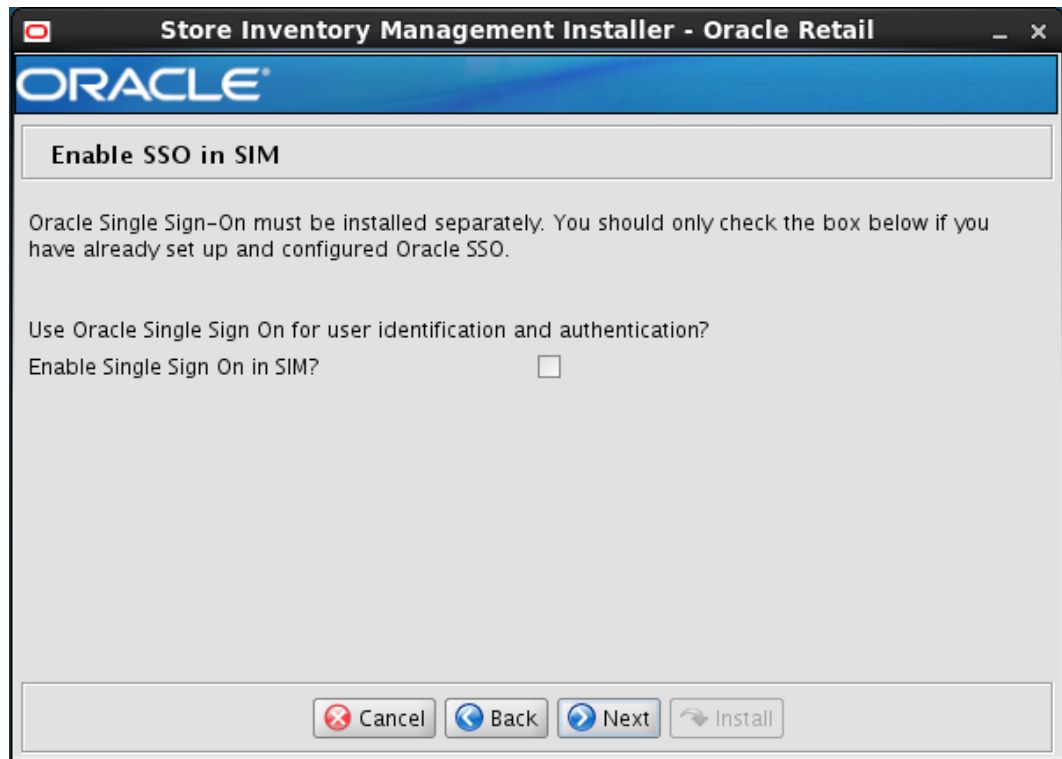 Store Inventory Management Installer - Oracle Retail
ORACLE
Enable SSO in SIM
Oracle Single Sign-On must be installed separately. You should only check the box below if you
have already set up and configured Oracle SSO.
Use Oracle Single Sign On for user identification and authentication?
Enable Single Sign On in SIM?
Cancel Back Next Install